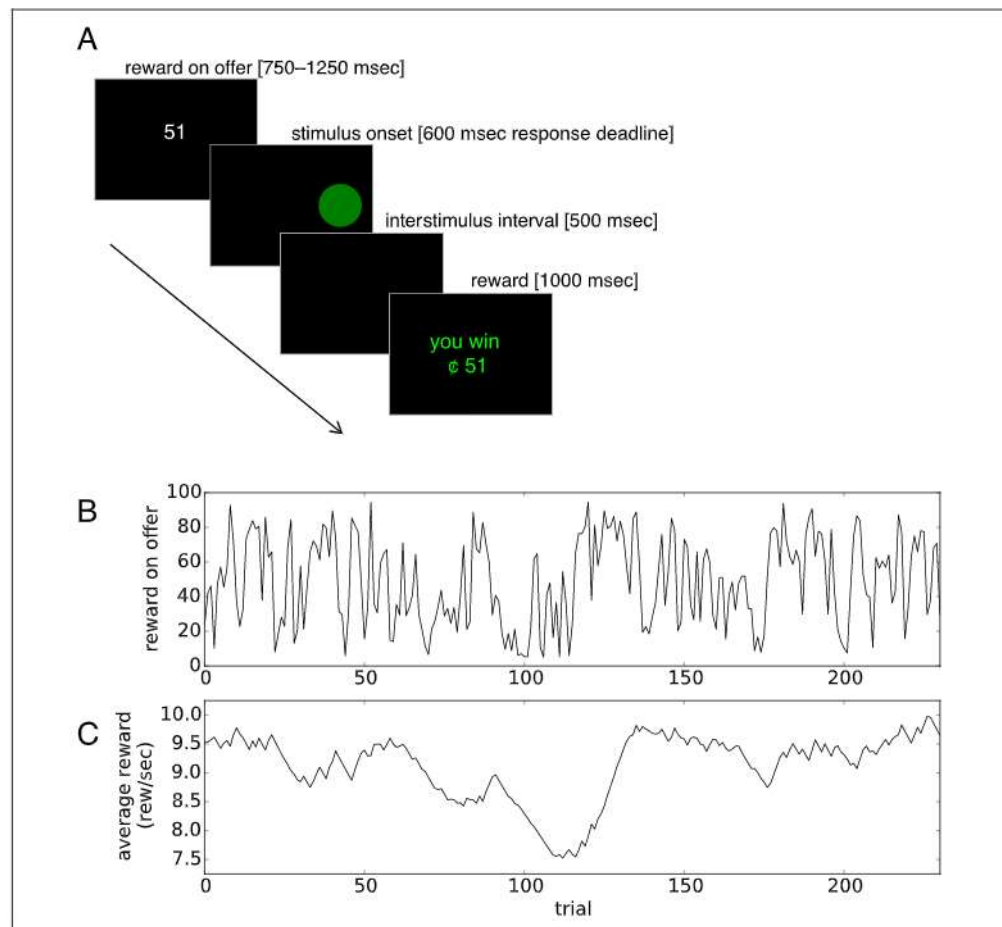 A
reward on offer [750–1250 msec]
51
stimulus onset [600 msec response deadline]
interstimulus interval [500 msec]
reward [1000 msec]
you win
¢ 51
B
reward on offer
100
80
60
40
20
0
0
50
100
150
200
C
average reward
(rew/sec)
10.0
9.5
9.0
8.5
8.0
7.5
0
50
100
150
200
trial